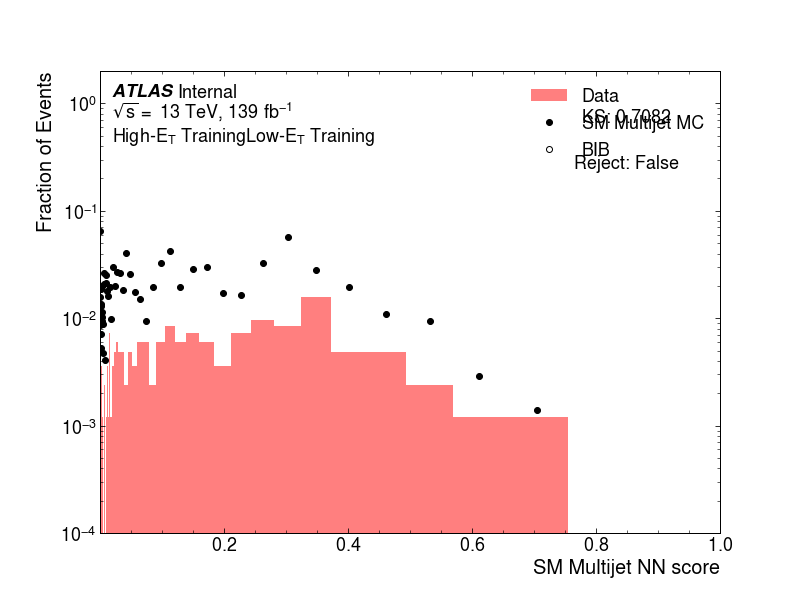 ATLAS Internal
√s = 13 TeV, 139 fb⁻¹
High-E_T TrainingLow-E_T Training
Data
KS: 0.7082
SM Multijet MC
BIB
Reject: False
Fraction of Events
10⁰
10⁻¹
10⁻²
10⁻³
10⁻⁴
0.2 0.4 0.6 0.8 1.0
SM Multijet NN score